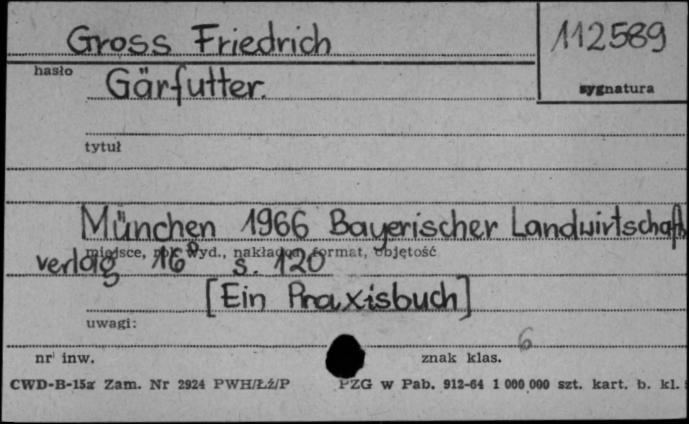 Gross Friedrich
112589
hasło
sygnatura
Gärfutter.
tytuł
München 1966 Bayerischer Landwirtschafts
miejsce, rok wyd., nakładca, format, objętość
verlag 16° s. 120
[Ein Praxisbuch]
uwagi:
6
nr inw.
znak klas.
CWD-B-15a Zam. Nr 2924 PWH/Łź/P PZG w Pab. 912-64 1 000 000 szt. kart. b. kl.